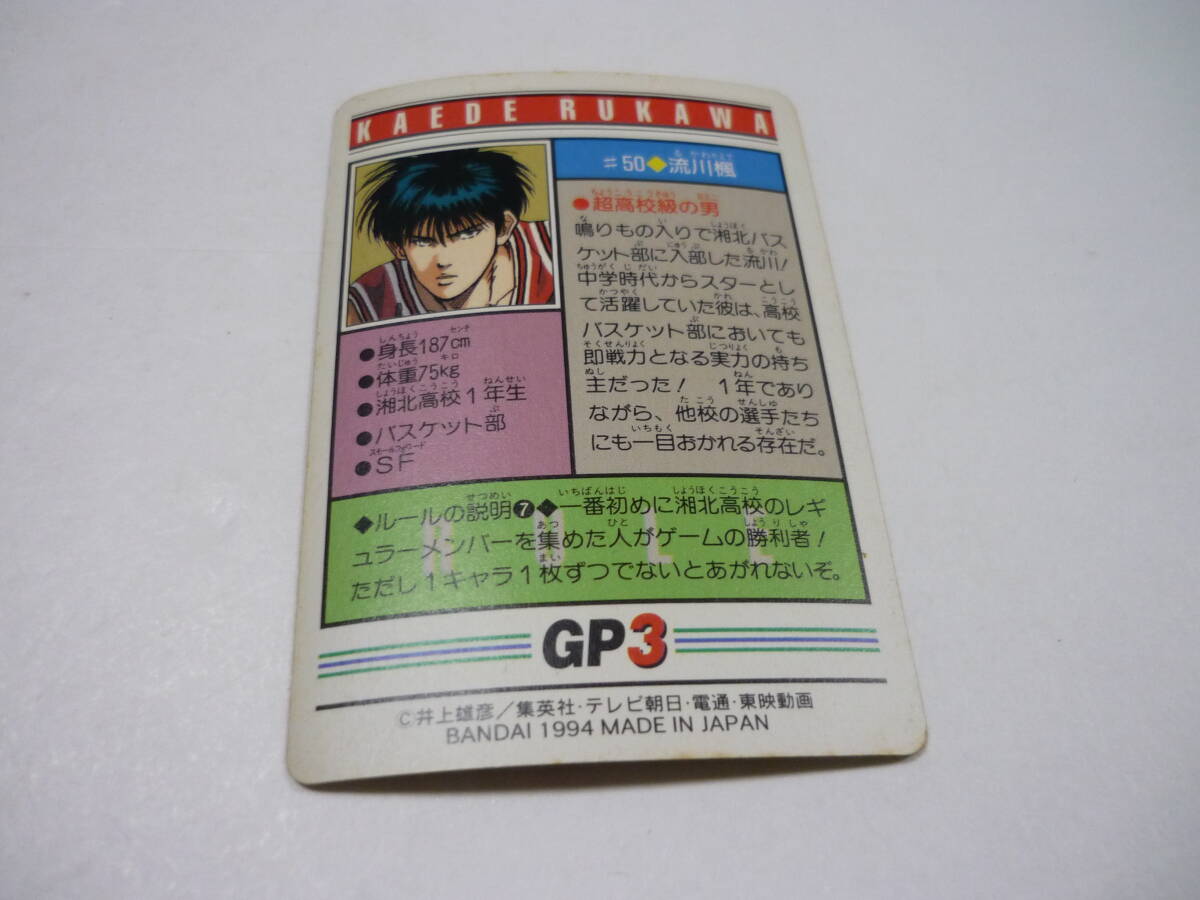 KAEDE RUKAWA
♯50◆流川楓
●超高校級の男
鳴りもの入りで湘北バス
ケット部に入部した流川！
中学時代からスターとし
て活躍していた彼は、高校
バスケット部においても
即戦力となる実力の持ち
主だった！ 1年であり
ながら、他校の選手たち
にも一目おかれる存在だ。
●身長187cm
●体重75kg
●湘北高校1年生
●バスケット部
●SF
◆ルールの説明❼◆一番初めに湘北高校のレギ
ュラーメンバーを集めた人がゲームの勝利者！
ただし1キャラ1枚ずつでないとあがれないぞ。
GP3
©井上雄彦／集英社・テレビ朝日・電通・東映動画
BANDAI 1994 MADE IN JAPAN